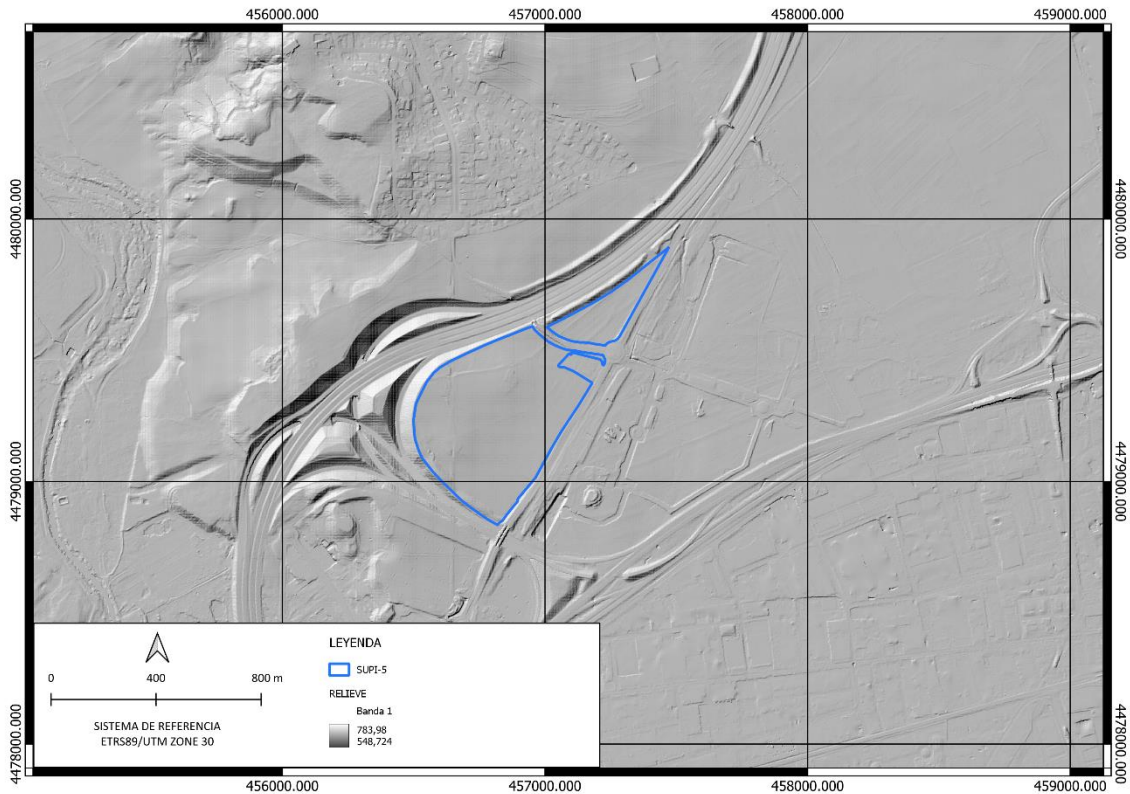 456000.000
457000.000
458000.000
459000.000
4480000.000
4480000.000
4479000.000
4479000.000
4478000.000
4478000.000
0
400
800 m
SISTEMA DE REFERENCIA
ETRS89/UTM ZONE 30
LEYENDA
SUPI-5
RELIEVE
Banda 1
783,98
548,724
456000.000
457000.000
458000.000
459000.000